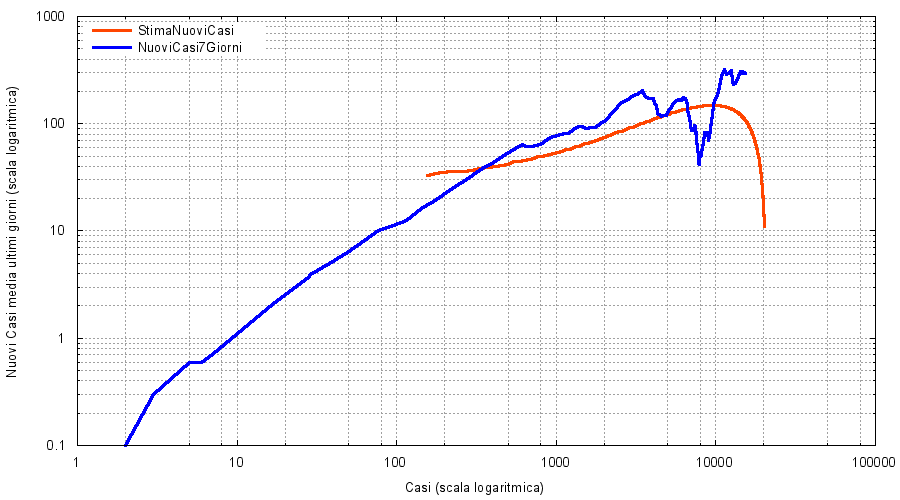 1000
StimaNuoviCasi
NuoviCasi7Giorni
100
10
1
0.1
Nuovi Casi media ultimi giorni (scala logaritmica)
1 10 100 1000 10000 100000
Casi (scala logaritmica)